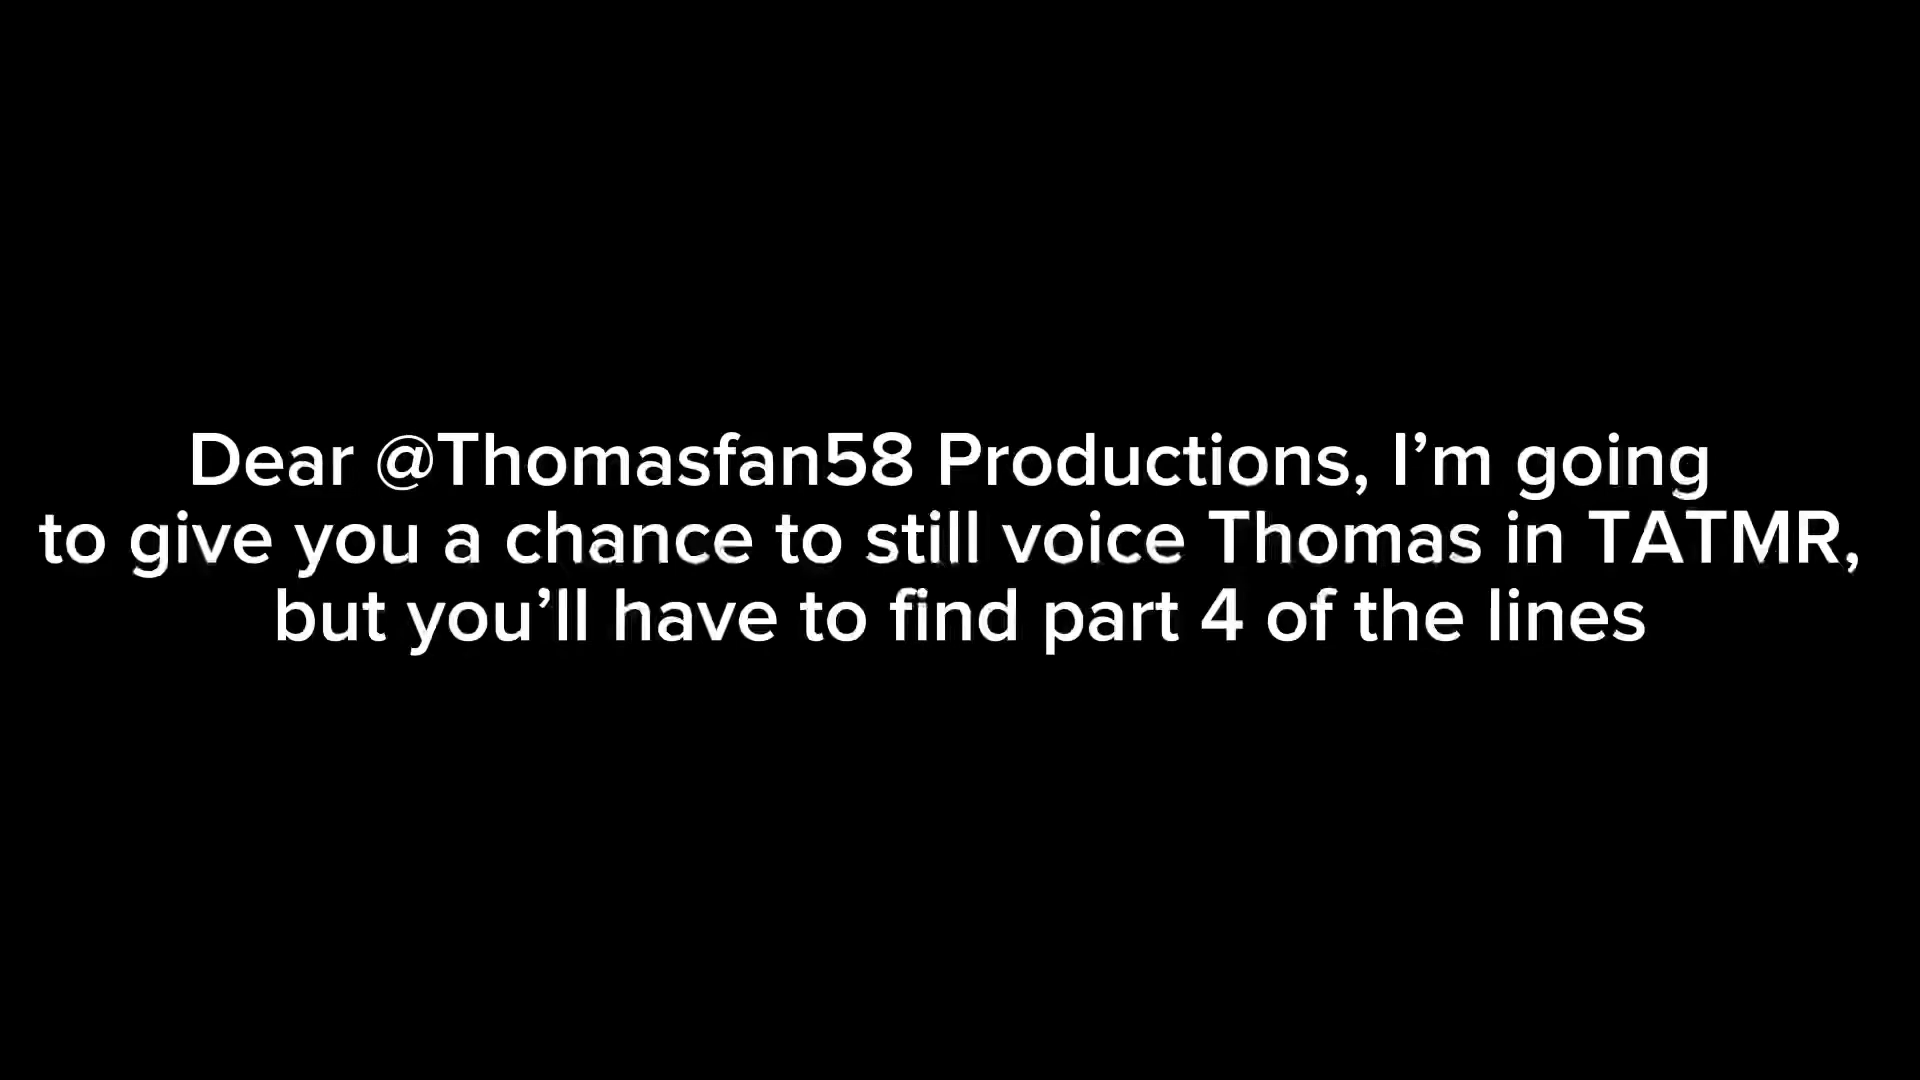 Dear @Thomasfan58 Productions, I’m going
to give you a chance to still voice Thomas in TATMR,
but you’ll have to find part 4 of the lines